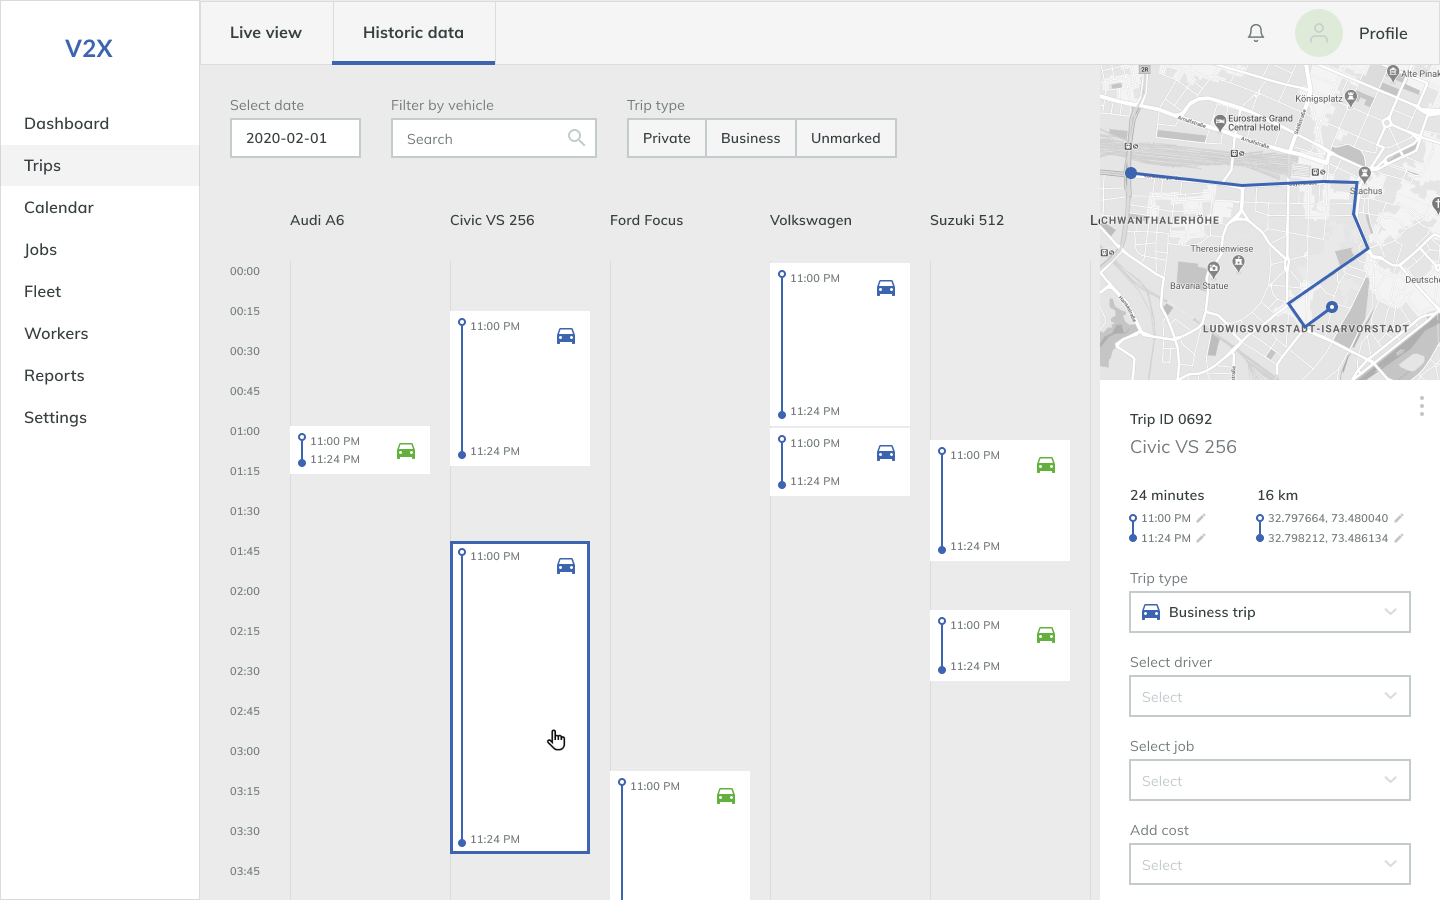 V2X
Dashboard
Trips
Calendar
Jobs
Fleet
Workers
Reports
Settings
Live view
Historic data
Profile
Select date
Filter by vehicle
Trip type
2020-02-01
Search
Private
Business
Unmarked
Audi A6
Civic VS 256
Ford Focus
Volkswagen
Suzuki 512
00:00
00:15
00:30
00:45
01:00
01:15
01:30
01:45
02:00
02:15
02:30
02:45
03:00
03:15
03:30
03:45
11:00 PM
11:24 PM
11:00 PM
11:24 PM
11:00 PM
11:24 PM
11:00 PM
11:00 PM
11:24 PM
11:00 PM
11:24 PM
11:00 PM
11:24 PM
11:00 PM
11:24 PM
2R
Alte Pinak
Königsplatz
Eurostars Grand
Central Hotel
Arnulfstraße
Arnulfstraße
Seidlstraße
Stachus
CHWANTHALERHÖHE
Theresienwiese
Bavaria Statue
Deutsche
LUDWIGSVORSTADT-ISARVORSTADT
Trip ID 0692
Civic VS 256
24 minutes
16 km
11:00 PM
32.797664, 73.480040
11:24 PM
32.798212, 73.486134
Trip type
Business trip
Select driver
Select
Select job
Select
Add cost
Select